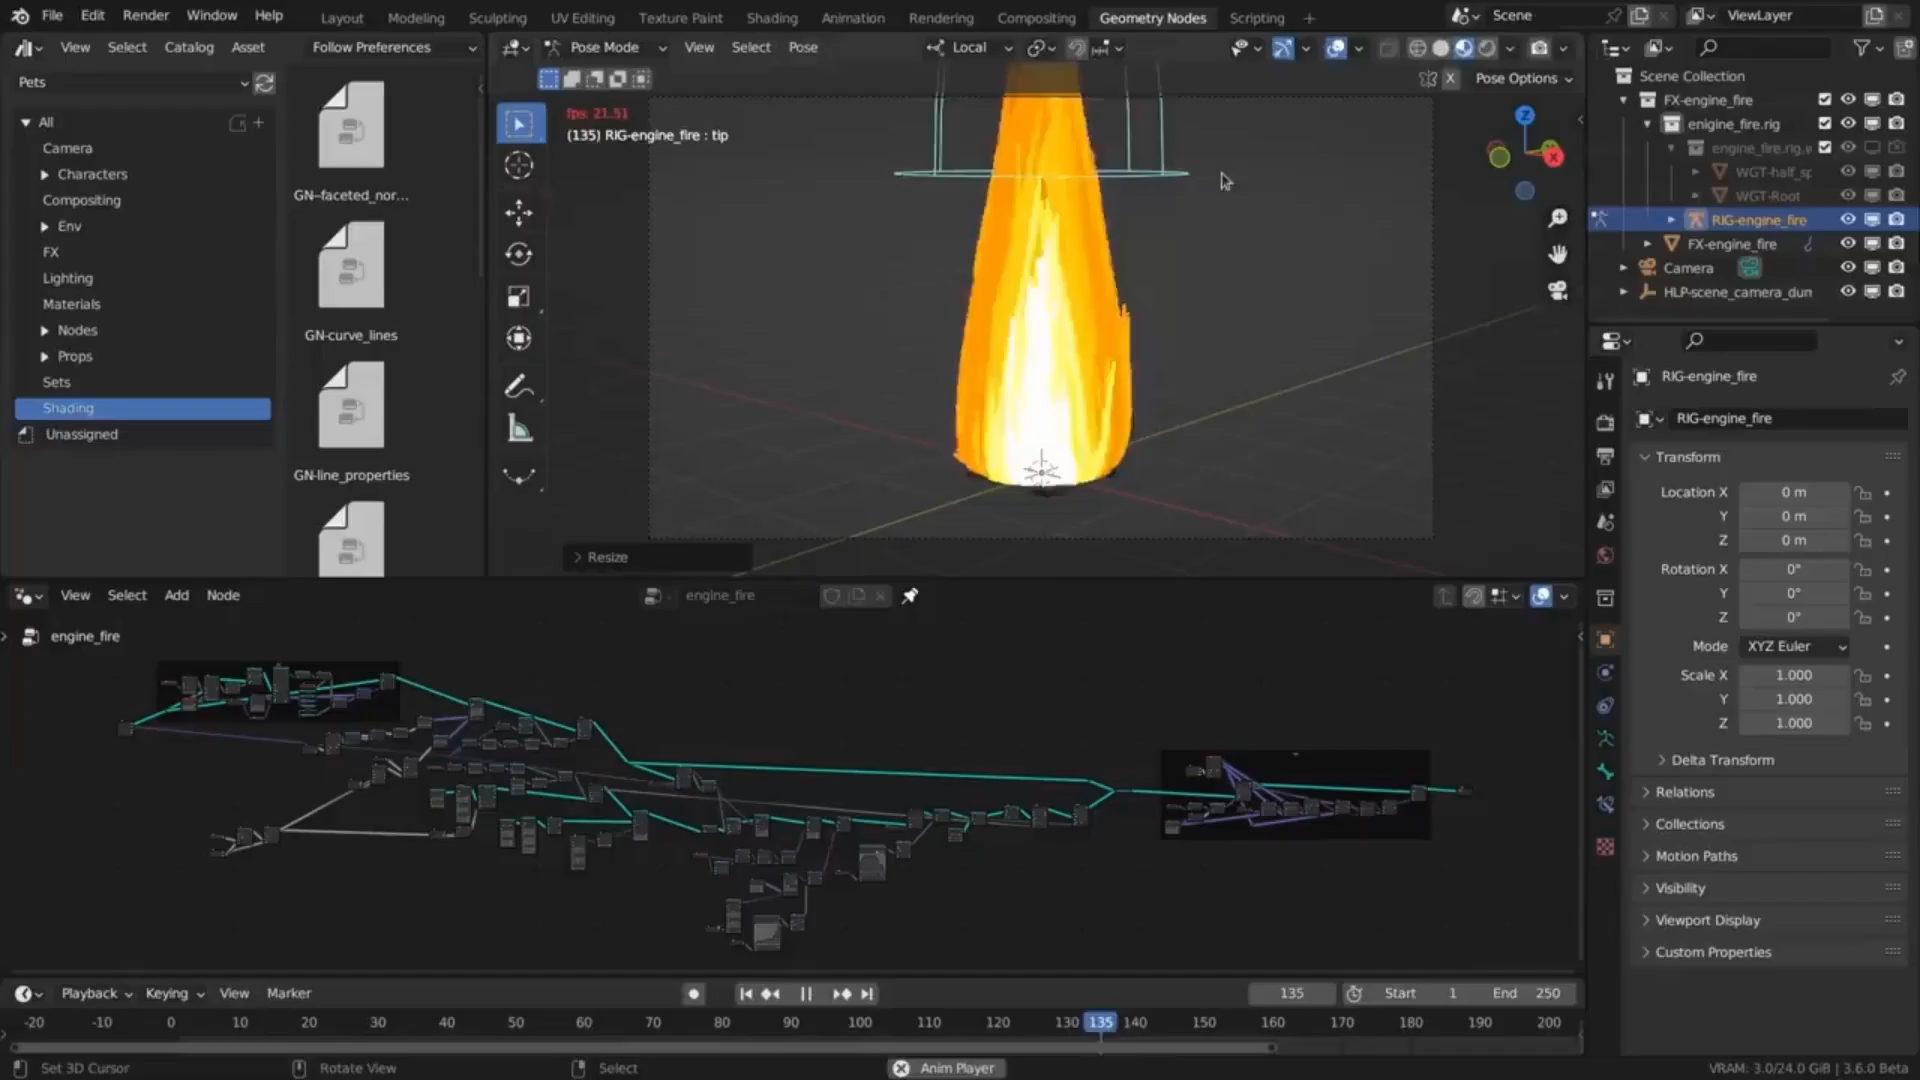 File Edit Render Window Help
Layout Modeling Sculpting UV Editing Texture Paint Shading Animation Rendering Compositing Geometry Nodes Scripting +
Scene
ViewLayer
View Select Catalog Asset
Follow Preferences
Pets
All
Camera
Characters
Compositing
Env
FX
Lighting
Materials
Nodes
Props
Sets
Shading
Unassigned
GN--faceted_nor...
GN-curve_lines
GN-line_properties
Pose Mode View Select Pose
Local
X Pose Options
fps: 21.51
(135) RIG-engine_fire : tip
Z
X
Resize
Scene Collection
FX-engine_fire
enigine_fire.rig
engine_fire.rig.
WGT-half_sp
WGT-Root
RIG-engine_fire
FX-engine_fire
Camera
HLP-scene_camera_dum
RIG-engine_fire
RIG-engine_fire
Transform
Location X 0 m
Y 0 m
Z 0 m
Rotation X 0°
Y 0°
Z 0°
Mode XYZ Euler
Scale X 1.000
Y 1.000
Z 1.000
Delta Transform
Relations
Collections
Motion Paths
Visibility
Viewport Display
Custom Properties
View Select Add Node
engine_fire
engine_fire
Playback Keying View Marker
135
Start 1 End 250
-20 -10 0 10 20 30 40 50 60 70 80 90 100 110 120 130 135 140 150 160 170 180 190 200
Set 3D Cursor
Rotate View
Select
Anim Player
VRAM: 3.0/24.0 GiB | 3.6.0 Beta